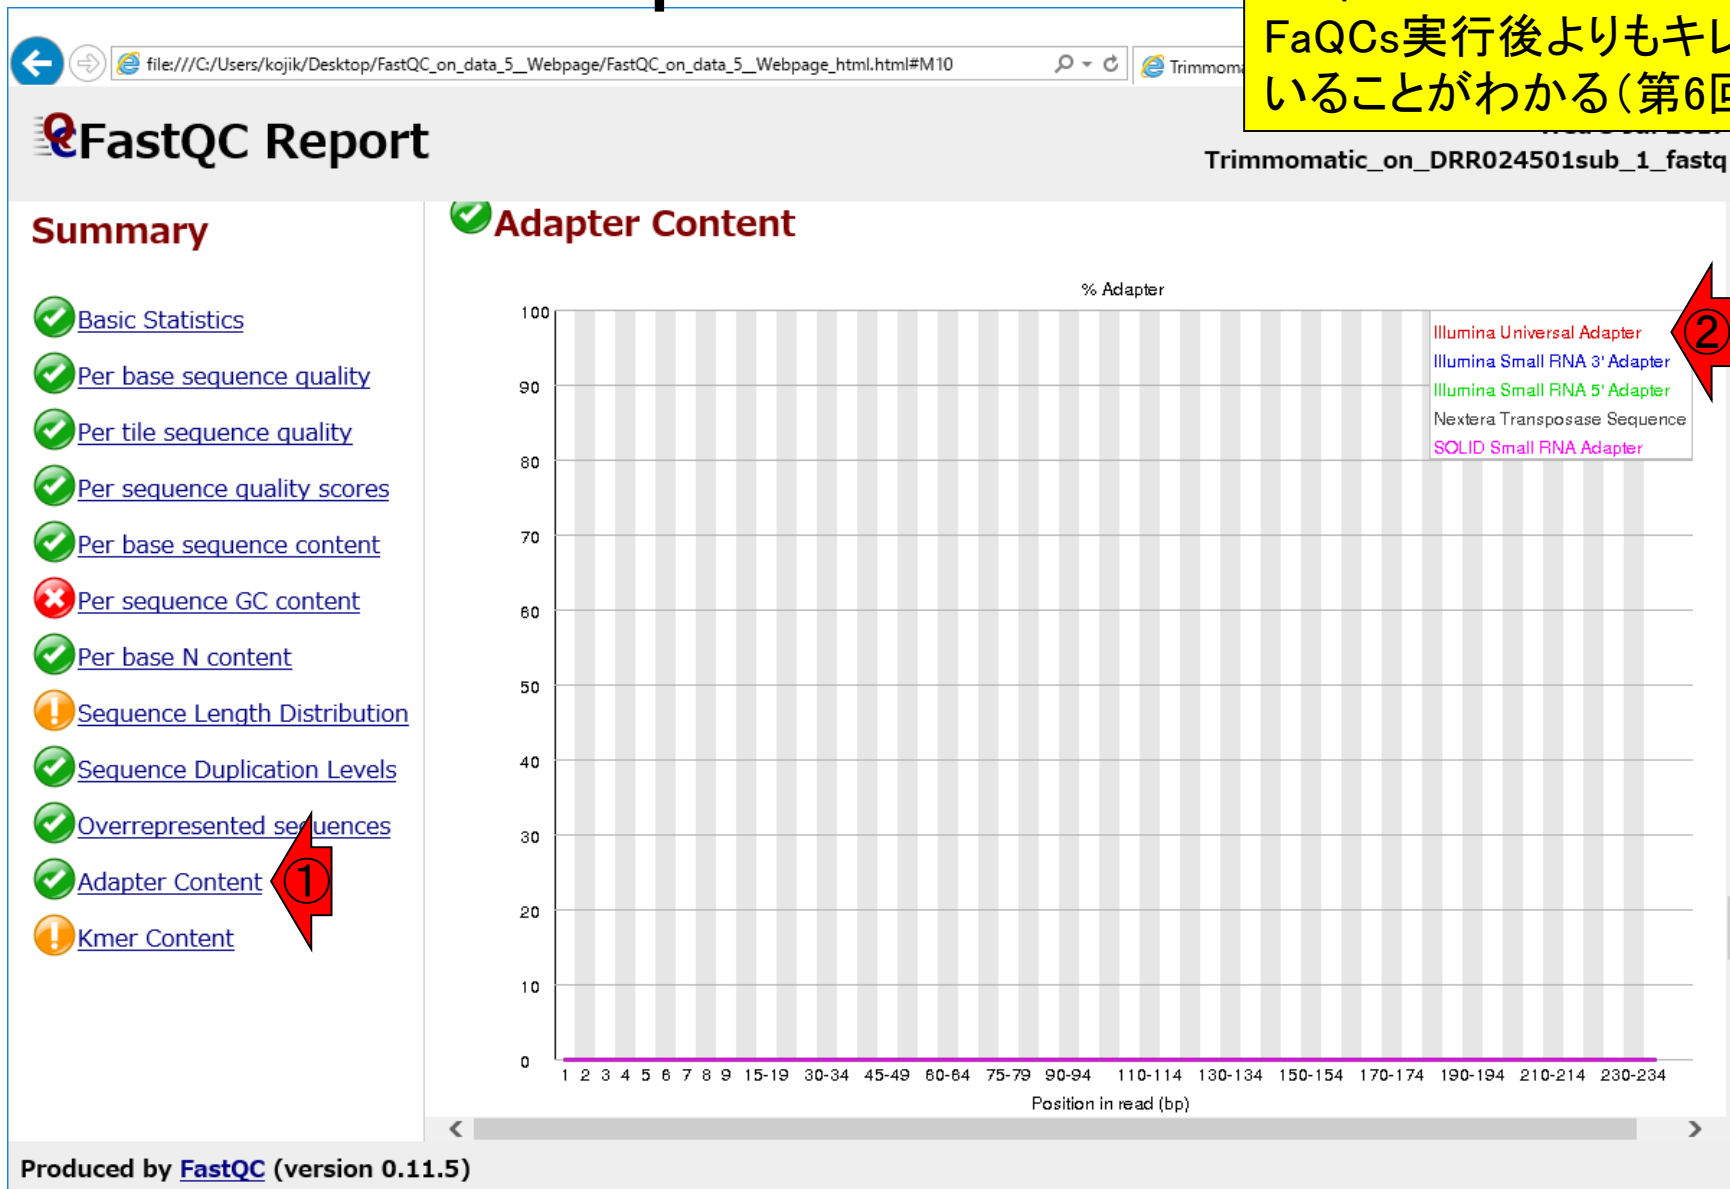 FaQCs実行後よりもキレ
いることがわかる(第6回
file:///C:/Users/kojik/Desktop/FastQC_on_data_5__Webpage/FastQC_on_data_5__Webpage_html.html#M10
Trimmoma
FastQC Report
Trimmomatic_on_DRR024501sub_1_fastq
Summary
Basic Statistics
Per base sequence quality
Per tile sequence quality
Per sequence quality scores
Per base sequence content
Per sequence GC content
Per base N content
Sequence Length Distribution
Sequence Duplication Levels
Overrepresented sequences
Adapter Content
①
Kmer Content
Adapter Content
% Adapter
100
90
80
70
60
50
40
30
20
10
0
Illumina Universal Adapter
②
Illumina Small RNA 3' Adapter
Illumina Small RNA 5' Adapter
Nextera Transposase Sequence
SOLID Small RNA Adapter
1 2 3 4 5 6 7 8 9 15-19 30-34 45-49 60-64 75-79 90-94 110-114 130-134 150-154 170-174 190-194 210-214 230-234
Position in read (bp)
Produced by FastQC (version 0.11.5)